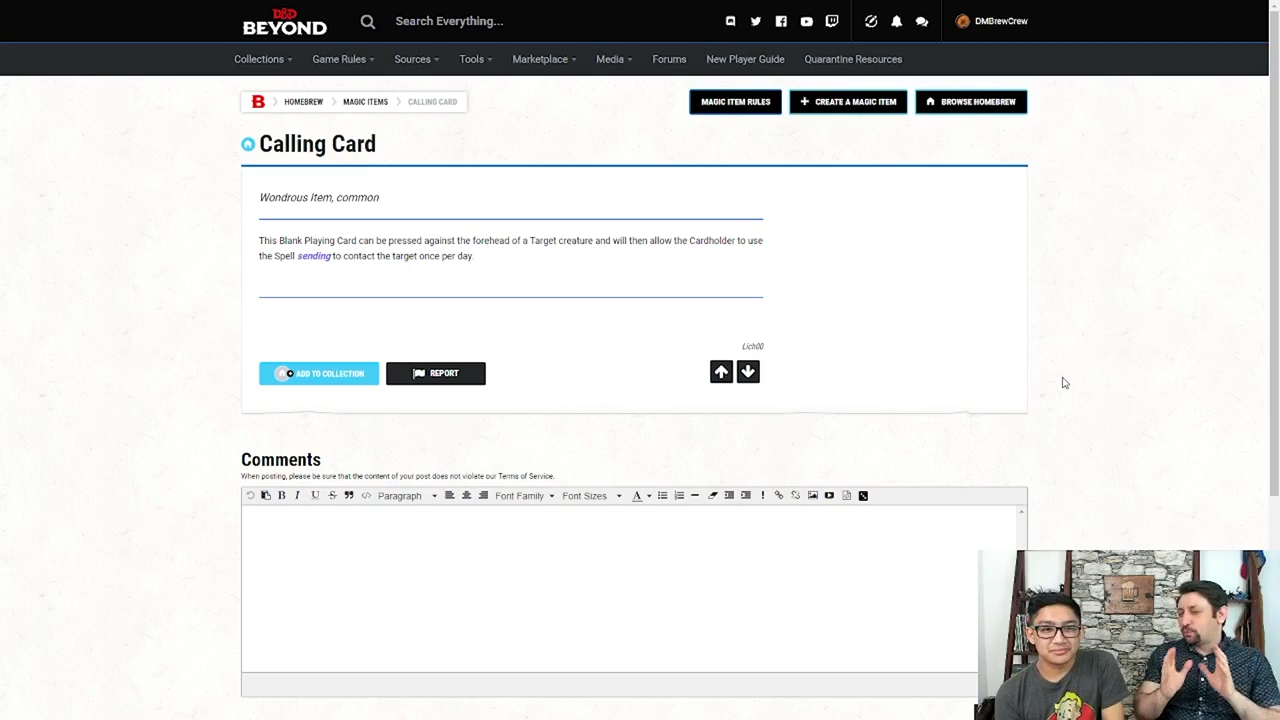 D&D
BEYOND
Search Everything...
DMBrewCrew
Collections
Game Rules
Sources
Tools
Marketplace
Media
Forums
New Player Guide
Quarantine Resources
HOMEBREW
MAGIC ITEMS
CALLING CARD
MAGIC ITEM RULES
CREATE A MAGIC ITEM
BROWSE HOMEBREW
Calling Card
Wondrous Item, common
This Blank Playing Card can be pressed against the forehead of a Target creature and will then allow the Cardholder to use
the Spell sending to contact the target once per day.
Lich00
ADD TO COLLECTION
REPORT
Comments
When posting, please be sure that the content of your post does not violate our Terms of Service.
B I U S Paragraph Font Family Font Sizes A